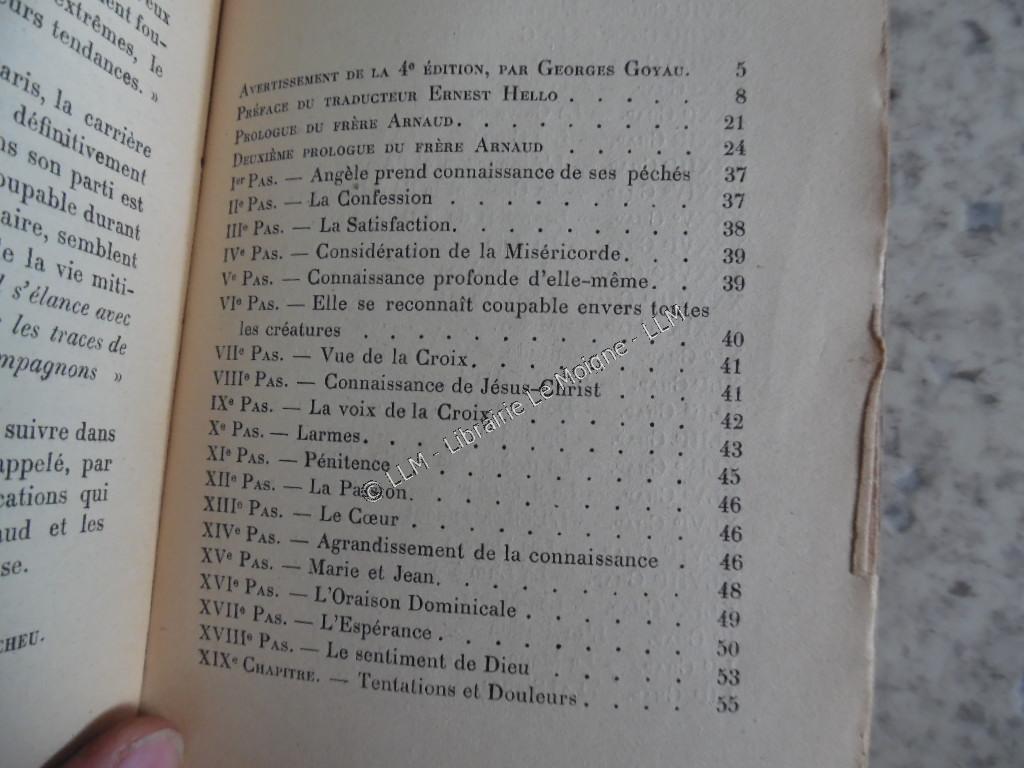 eux
ent fou-
extrêmes, le
urs tendances. »
aris, la carrière
définitivement
ns son parti est
oupable durant
aire, semblent
e la vie miti-
l s'élance avec
les traces de
mpagnons »
suivre dans
appelé, par
cations qui
aud et les
se.
CHEU.
AVERTISSEMENT DE LA 4e ÉDITION, PAR GEORGES GOYAU. 5
PRÉFACE DU TRADUCTEUR ERNEST HELLO . . . . . . 8
PROLOGUE DU FRÈRE ARNAUD. . . . . . . . . 21
DEUXIÈME PROLOGUE DU FRÈRE ARNAUD . . . . . 24
Ier PAS. — Angèle prend connaissance de ses péchés 37
IIe PAS. — La Confession . . . . . . . . . 37
IIIe PAS. — La Satisfaction. . . . . . . . . 38
IVe PAS. — Considération de la Miséricorde. . . 39
Ve PAS. — Connaissance profonde d'elle-même. . . 39
VIe PAS. — Elle se reconnaît coupable envers toutes
les créatures . . . . . . . . . . . . 40
VIIe PAS. — Vue de la Croix. . . . . . . . 41
VIIIe PAS. — Connaissance de Jésus-Christ . . . . 41
IXe PAS. — La voix de la Croix. . . . . . . 42
Xe PAS. — Larmes. . . . . . . . . . . 43
XIe PAS. — Pénitence . . . . . . . . . . 45
XIIe PAS. — La Passion. . . . . . . . . . 46
XIIIe PAS. — Le Cœur . . . . . . . . . . 46
XIVe PAS. — Agrandissement de la connaissance . 46
XVe PAS. — Marie et Jean. . . . . . . . . 48
XVIe PAS. — L'Oraison Dominicale . . . . . . 49
XVIIe PAS. — L'Espérance . . . . . . . . 50
XVIIIe PAS. — Le sentiment de Dieu . . . . . 53
XIXe CHAPITRE. — Tentations et Douleurs . . . . 55
© LLM - Librairie Le Moigne - LLM